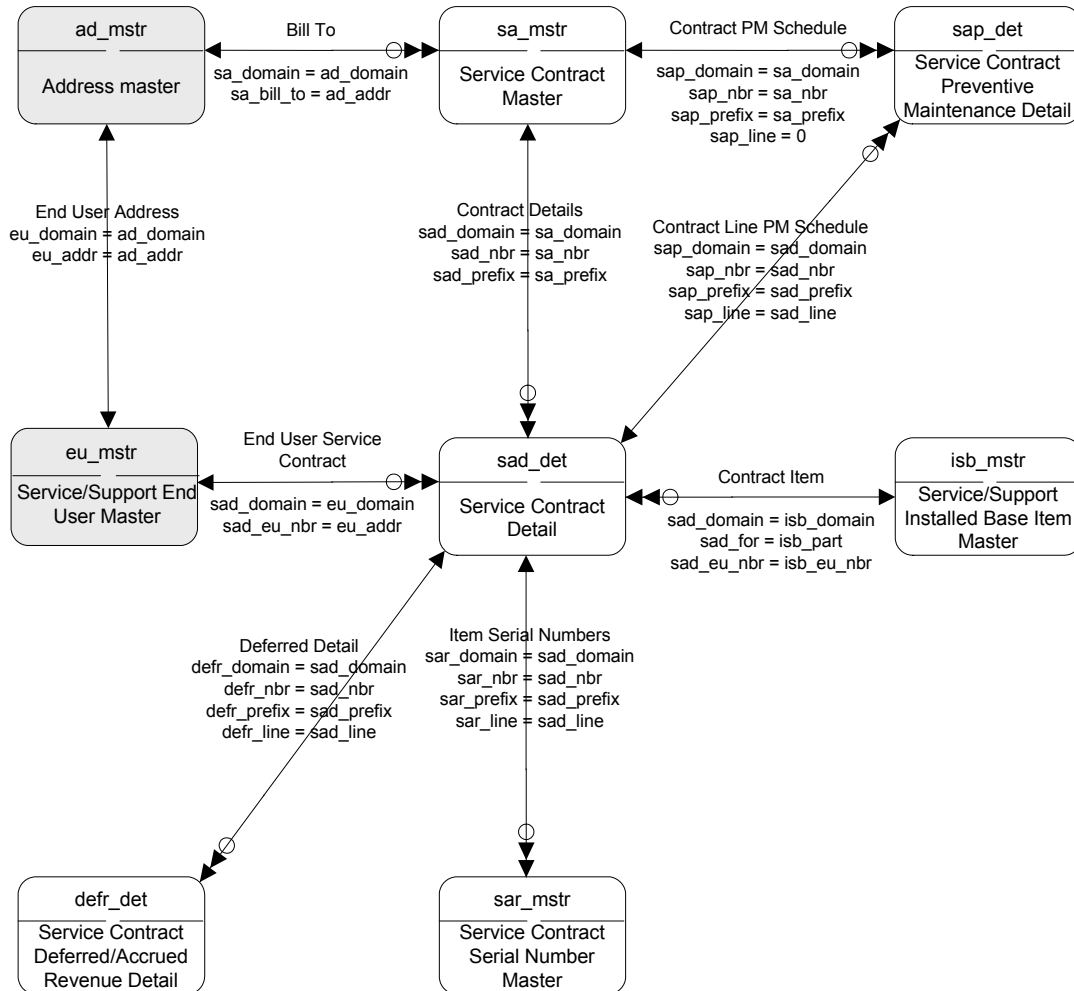 ad_mstr
Address master
Bill To
sa_domain = ad_domain
sa_bill_to = ad_addr
sa_mstr
Service Contract
Master
Contract PM Schedule
sap_domain = sa_domain
sap_nbr = sa_nbr
sap_prefix = sa_prefix
sap_line = 0
sap_det
Service Contract
Preventive
Maintenance Detail
End User Address
eu_domain = ad_domain
eu_addr = ad_addr
Contract Details
sad_domain = sa_domain
sad_nbr = sa_nbr
sad_prefix = sa_prefix
Contract Line PM Schedule
sap_domain = sad_domain
sap_nbr = sad_nbr
sap_prefix = sad_prefix
sap_line = sad_line
eu_mstr
Service/Support End
User Master
End User Service
Contract
sad_domain = eu_domain
sad_eu_nbr = eu_addr
sad_det
Service Contract
Detail
Contract Item
sad_domain = isb_domain
sad_for = isb_part
sad_eu_nbr = isb_eu_nbr
isb_mstr
Service/Support
Installed Base Item
Master
Deferred Detail
defr_domain = sad_domain
defr_nbr = sad_nbr
defr_prefix = sad_prefix
defr_line = sad_line
Item Serial Numbers
sar_domain = sad_domain
sar_nbr = sad_nbr
sar_prefix = sad_prefix
sar_line = sad_line
defr_det
Service Contract
Deferred/Accrued
Revenue Detail
sar_mstr
Service Contract
Serial Number
Master